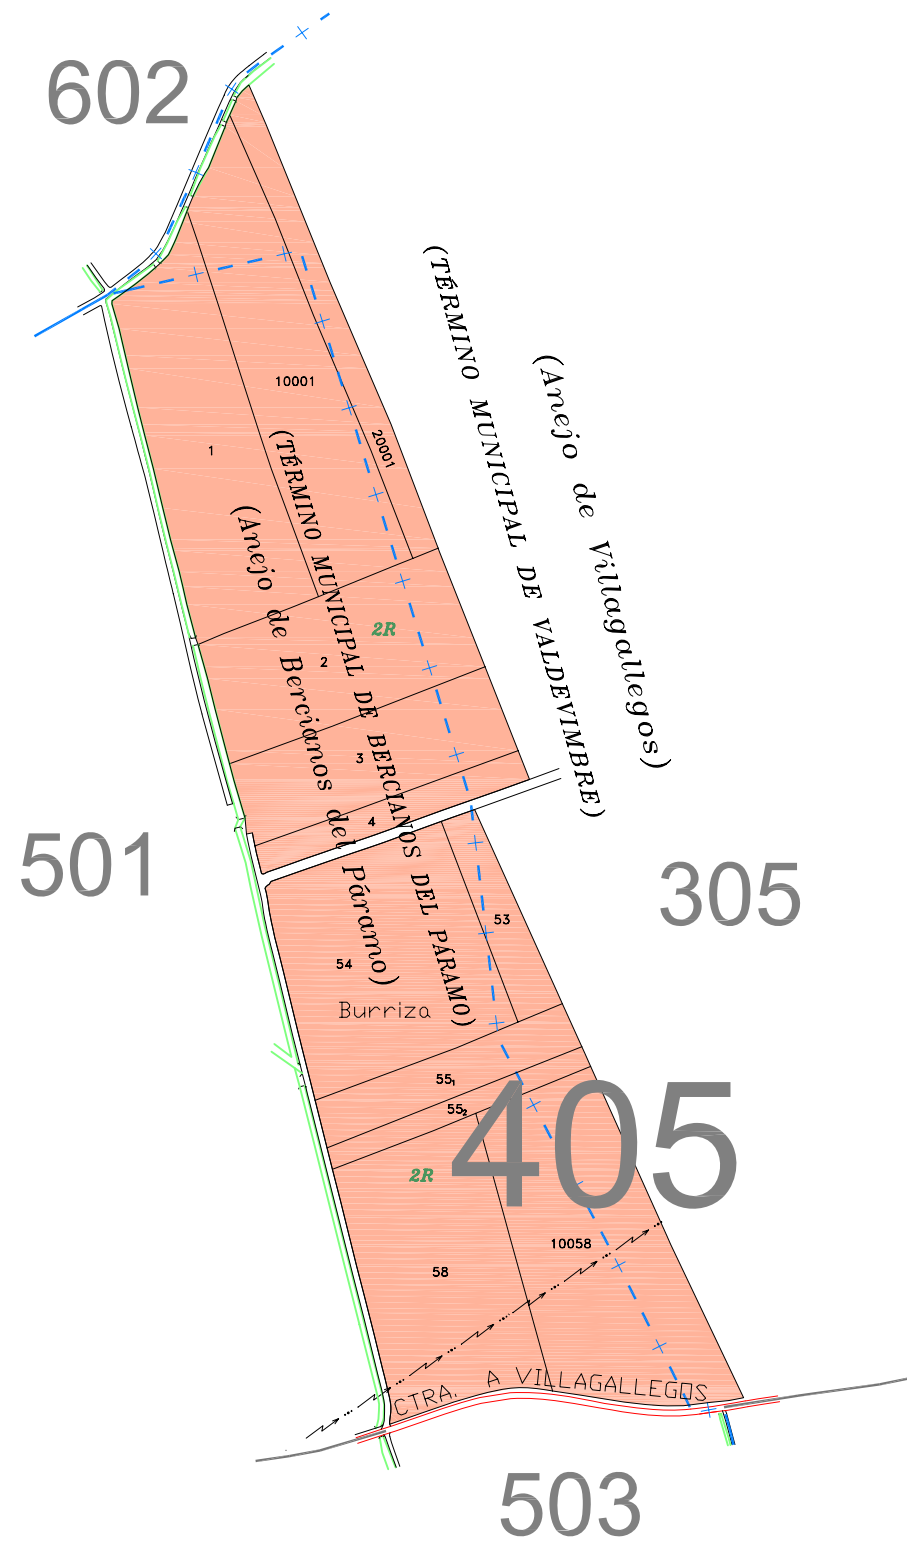 602
(TÉRMINO MUNICIPAL DE VALDEVIMBRE)
(Anejo de Villagallegos)
10001
20001
1
(TÉRMINO MUNICIPAL DE BERCIANOS DEL PÁRAMO)
(Anejo de Bercianos del Páramo)
2R
2
3
4
501
305
53
54
Burriza
55₁
55₂
405
2R
10058
58
CTRA. A VILLAGALLEGOS
503